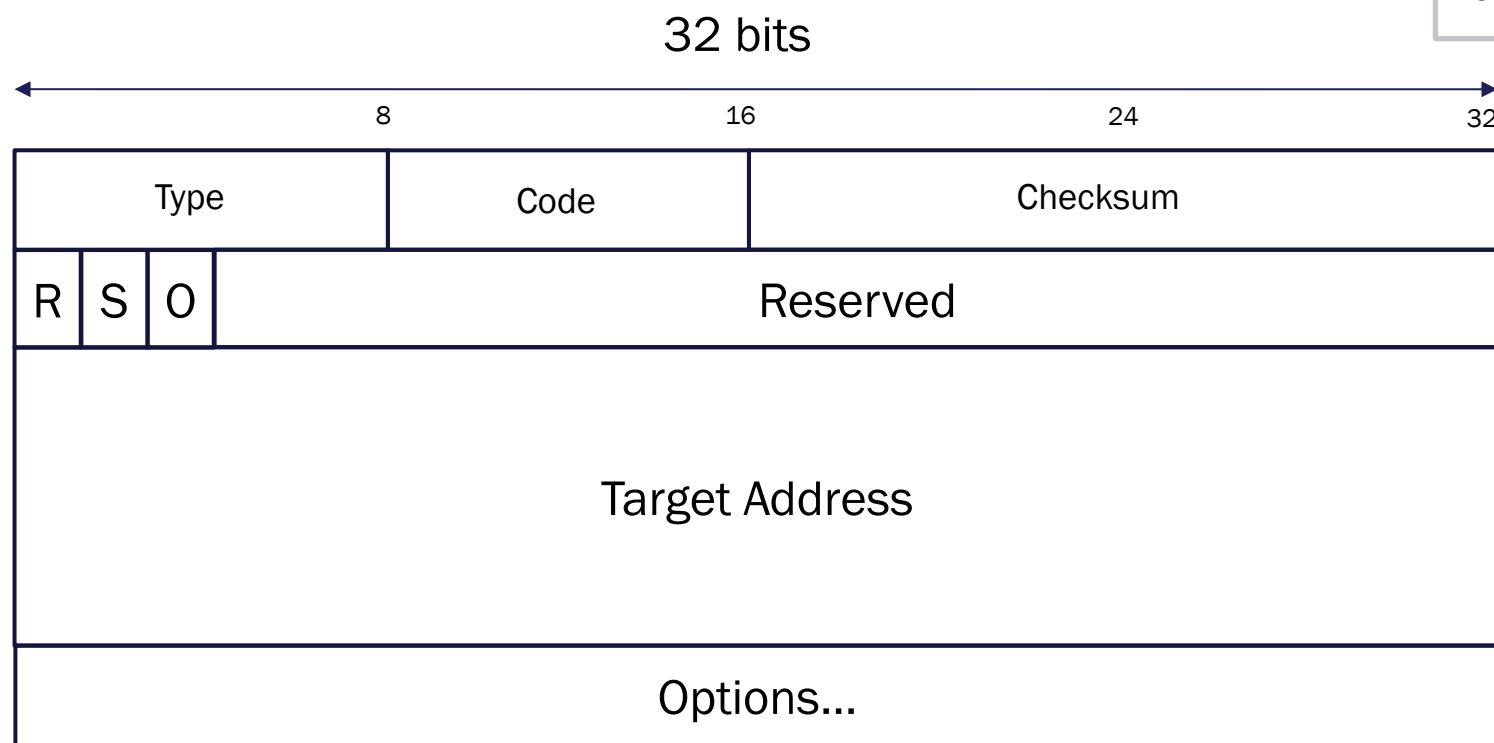 32 bits
8 16 24 32
Type Code Checksum
R S O Reserved
Target Address
Options...